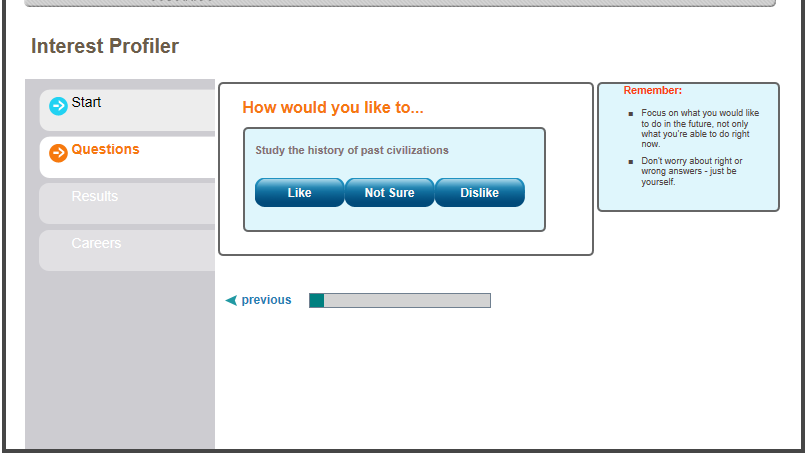 Interest Profiler
Start
Questions
Results
Careers
How would you like to...
Study the history of past civilizations
Like
Not Sure
Dislike
previous
Remember:
Focus on what you would like
to do in the future, not only
what you're able to do right
now.
Don't worry about right or
wrong answers - just be
yourself.